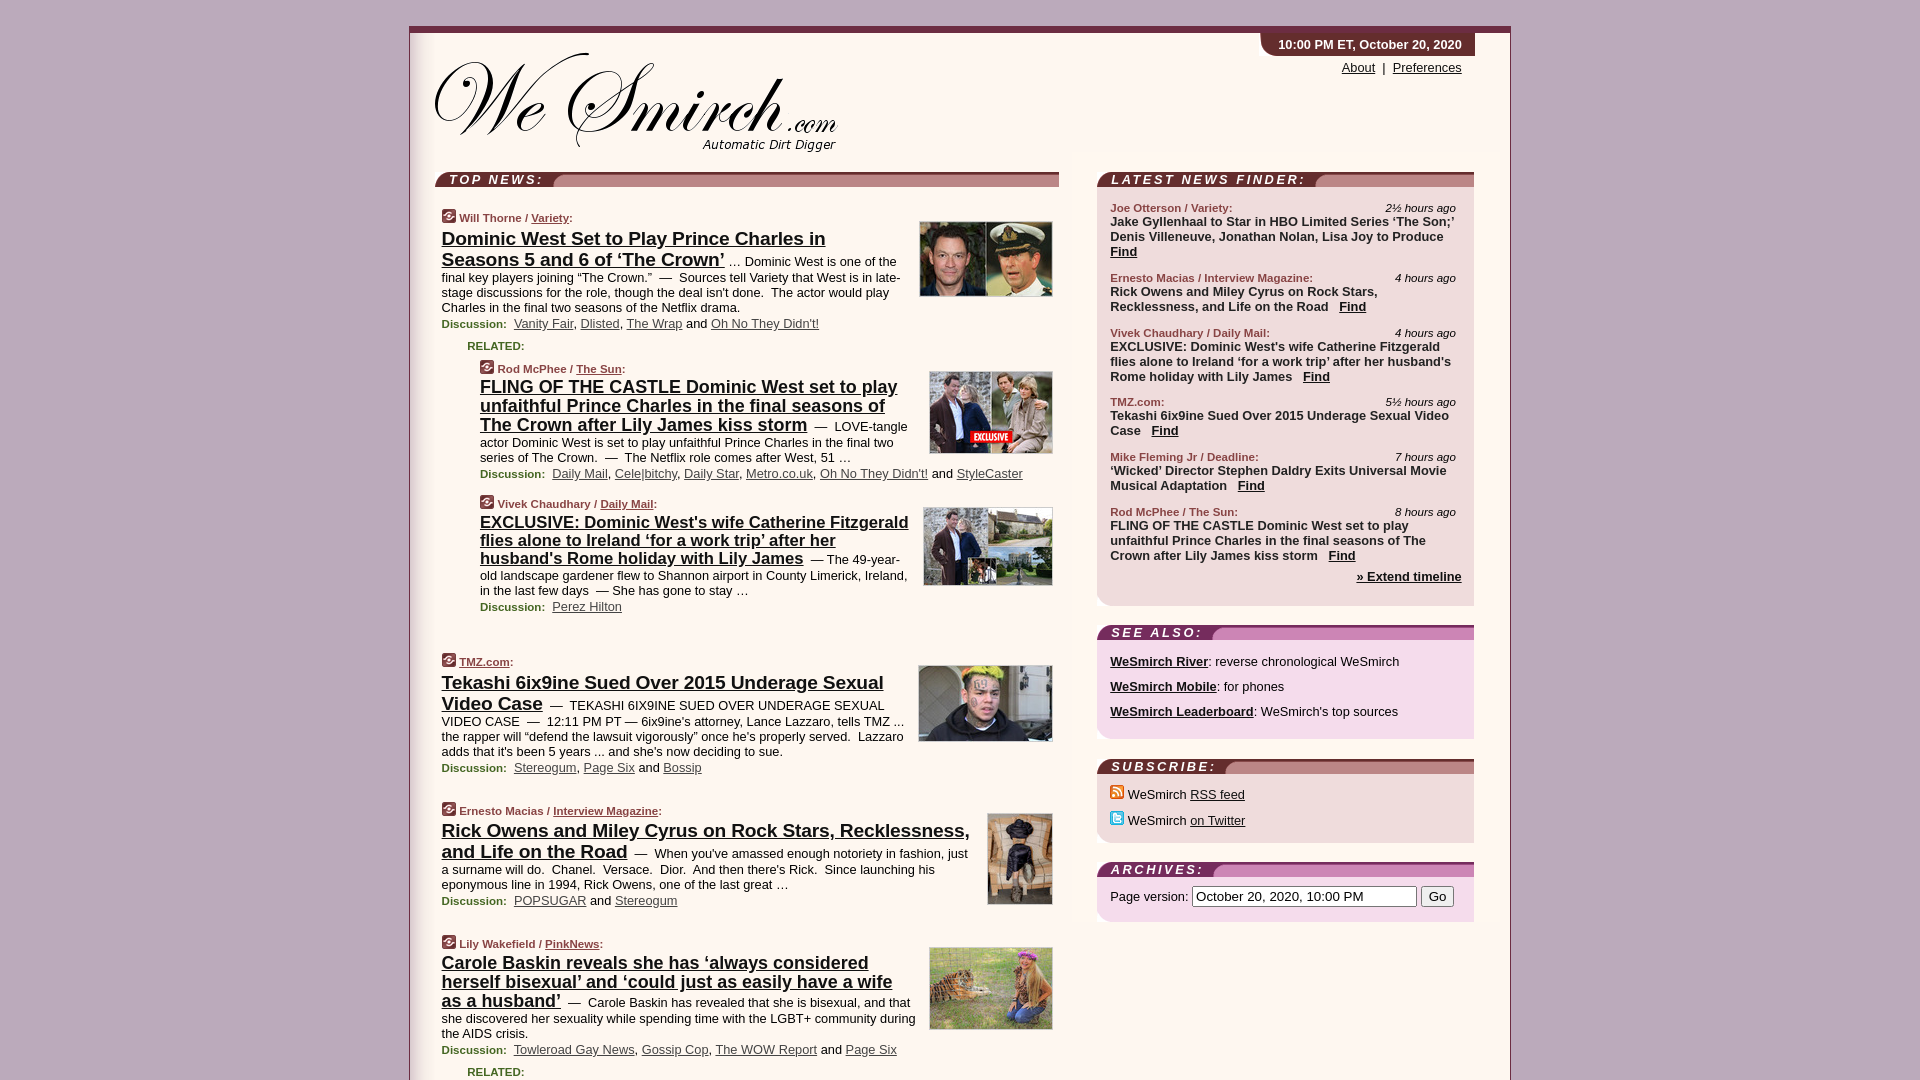 10:00 PM ET, October 20, 2020
About | Preferences
We Smirch .com
Automatic Dirt Digger
TOP NEWS:
Will Thorne / Variety:
Dominic West Set to Play Prince Charles in
Seasons 5 and 6 of ‘The Crown’ … Dominic West is one of the
final key players joining “The Crown.” — Sources tell Variety that West is in late-
stage discussions for the role, though the deal isn't done. The actor would play
Charles in the final two seasons of the Netflix drama.
Discussion: Vanity Fair, Dlisted, The Wrap and Oh No They Didn't!
RELATED:
Rod McPhee / The Sun:
FLING OF THE CASTLE Dominic West set to play
unfaithful Prince Charles in the final seasons of
The Crown after Lily James kiss storm — LOVE-tangle
actor Dominic West is set to play unfaithful Prince Charles in the final two
series of The Crown. — The Netflix role comes after West, 51 …
EXCLUSIVE
Discussion: Daily Mail, Cele|bitchy, Daily Star, Metro.co.uk, Oh No They Didn't! and StyleCaster
Vivek Chaudhary / Daily Mail:
EXCLUSIVE: Dominic West's wife Catherine Fitzgerald
flies alone to Ireland ‘for a work trip’ after her
husband's Rome holiday with Lily James — The 49-year-
old landscape gardener flew to Shannon airport in County Limerick, Ireland,
in the last few days — She has gone to stay …
Discussion: Perez Hilton
TMZ.com:
Tekashi 6ix9ine Sued Over 2015 Underage Sexual
Video Case — TEKASHI 6IX9INE SUED OVER UNDERAGE SEXUAL
VIDEO CASE — 12:11 PM PT — 6ix9ine's attorney, Lance Lazzaro, tells TMZ ...
the rapper will “defend the lawsuit vigorously” once he's properly served. Lazzaro
adds that it's been 5 years ... and she's now deciding to sue.
Discussion: Stereogum, Page Six and Bossip
Ernesto Macias / Interview Magazine:
Rick Owens and Miley Cyrus on Rock Stars, Recklessness,
and Life on the Road — When you've amassed enough notoriety in fashion, just
a surname will do. Chanel. Versace. Dior. And then there's Rick. Since launching his
eponymous line in 1994, Rick Owens, one of the last great …
Discussion: POPSUGAR and Stereogum
Lily Wakefield / PinkNews:
Carole Baskin reveals she has ‘always considered
herself bisexual’ and ‘could just as easily have a wife
as a husband’ — Carole Baskin has revealed that she is bisexual, and that
she discovered her sexuality while spending time with the LGBT+ community during
the AIDS crisis.
Discussion: Towleroad Gay News, Gossip Cop, The WOW Report and Page Six
RELATED:
LATEST NEWS FINDER:
Joe Otterson / Variety: 2½ hours ago
Jake Gyllenhaal to Star in HBO Limited Series ‘The Son;’
Denis Villeneuve, Jonathan Nolan, Lisa Joy to Produce
Find
Ernesto Macias / Interview Magazine: 4 hours ago
Rick Owens and Miley Cyrus on Rock Stars,
Recklessness, and Life on the Road Find
Vivek Chaudhary / Daily Mail: 4 hours ago
EXCLUSIVE: Dominic West's wife Catherine Fitzgerald
flies alone to Ireland ‘for a work trip’ after her husband's
Rome holiday with Lily James Find
TMZ.com: 5½ hours ago
Tekashi 6ix9ine Sued Over 2015 Underage Sexual Video
Case Find
Mike Fleming Jr / Deadline: 7 hours ago
‘Wicked’ Director Stephen Daldry Exits Universal Movie
Musical Adaptation Find
Rod McPhee / The Sun: 8 hours ago
FLING OF THE CASTLE Dominic West set to play
unfaithful Prince Charles in the final seasons of The
Crown after Lily James kiss storm Find
» Extend timeline
SEE ALSO:
WeSmirch River: reverse chronological WeSmirch
WeSmirch Mobile: for phones
WeSmirch Leaderboard: WeSmirch's top sources
SUBSCRIBE:
WeSmirch RSS feed
WeSmirch on Twitter
ARCHIVES:
Page version: October 20, 2020, 10:00 PM Go